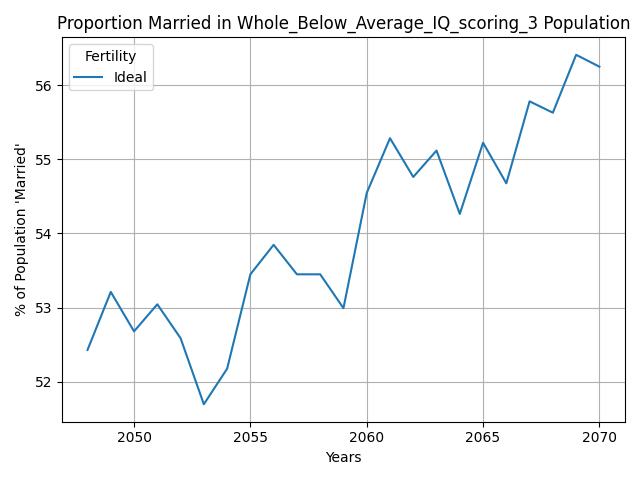 Proportion Married in Whole_Below_Average_IQ_scoring_3 Population
Fertility
Ideal
% of Population 'Married'
56
55
54
53
52
2050
2055
2060
2065
2070
Years